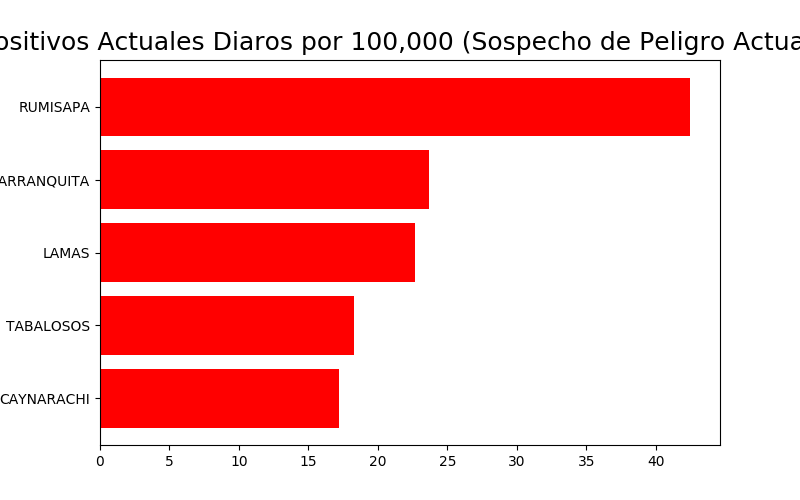 ositivos Actuales Diaros por 100,000 (Sospecho de Peligro Actua
RUMISAPA
ARRANQUITA
LAMAS
TABALOSOS
CAYNARACHI
0 5 10 15 20 25 30 35 40